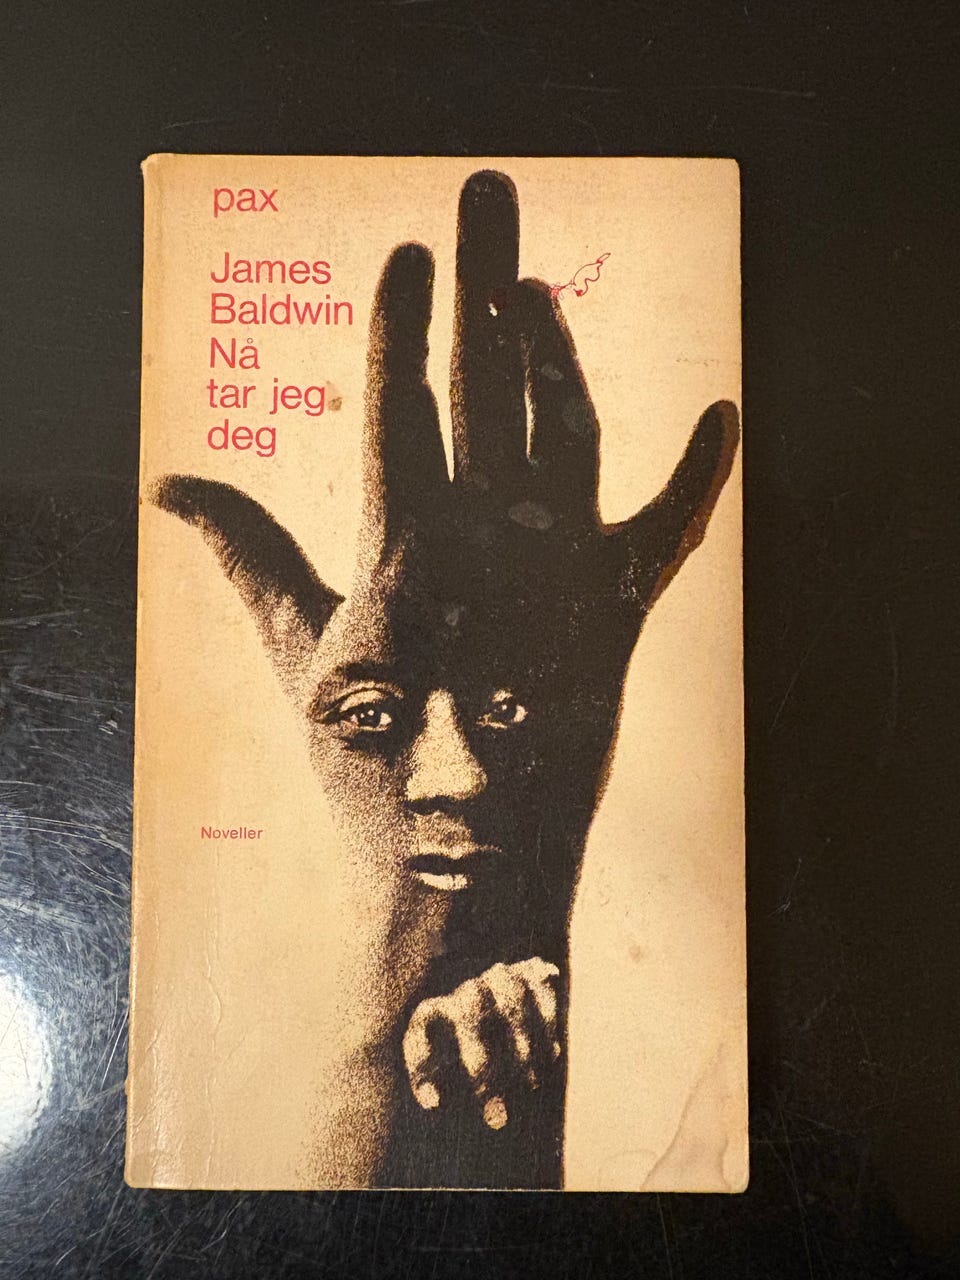 pax
James
Baldwin
Nå
tar jeg
deg
Noveller